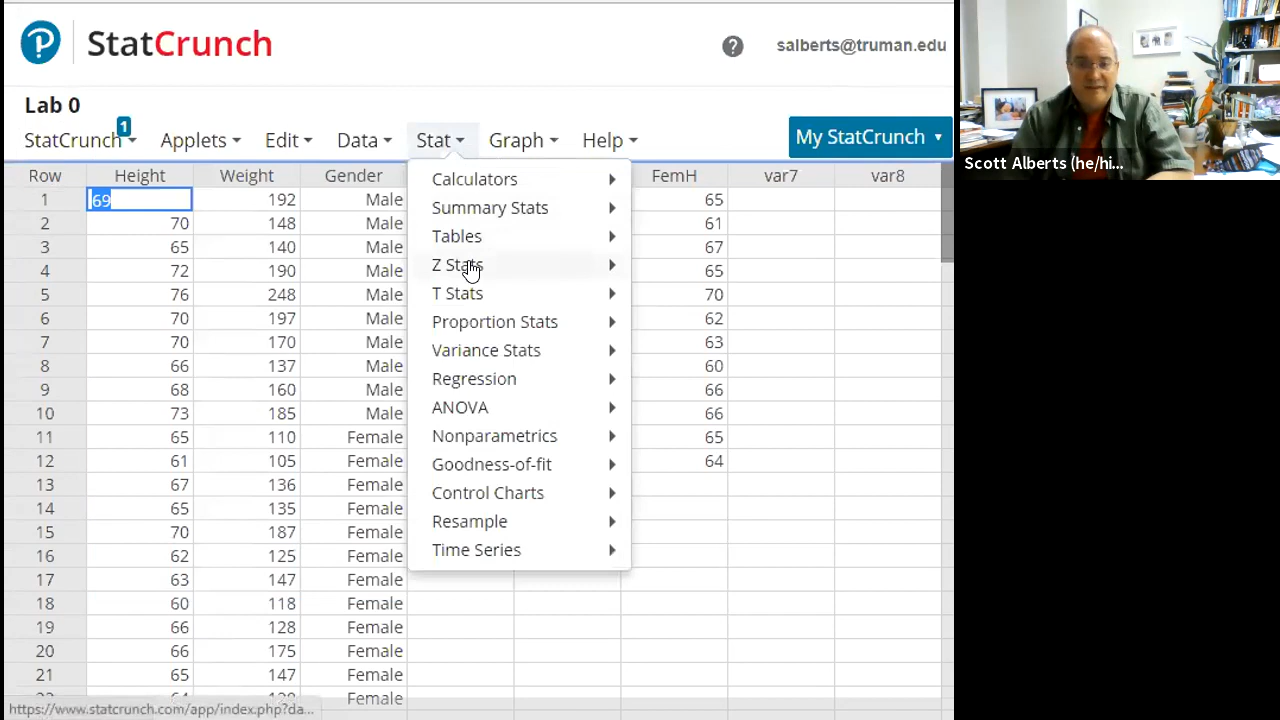 StatCrunch
salberts@truman.edu
Scott Alberts (he/hi...
Lab 0
StatCrunch 1 Applets Edit Data Stat Graph Help My StatCrunch
Row Height Weight Gender FemH var7 var8
1 69 192 Male 65
2 70 148 Male 61
3 65 140 Male 67
4 72 190 Male 65
5 76 248 Male 70
6 70 197 Male 62
7 70 170 Male 63
8 66 137 Male 60
9 68 160 Male 66
10 73 185 Male 66
11 65 110 Female 65
12 61 105 Female 64
13 67 136 Female
14 65 135 Female
15 70 187 Female
16 62 125 Female
17 63 147 Female
18 60 118 Female
19 66 128 Female
20 66 175 Female
21 65 147 Female
Female
Calculators
Summary Stats
Tables
Z Stats
T Stats
Proportion Stats
Variance Stats
Regression
ANOVA
Nonparametrics
Goodness-of-fit
Control Charts
Resample
Time Series
https://www.statcrunch.com/app/index.php?da...